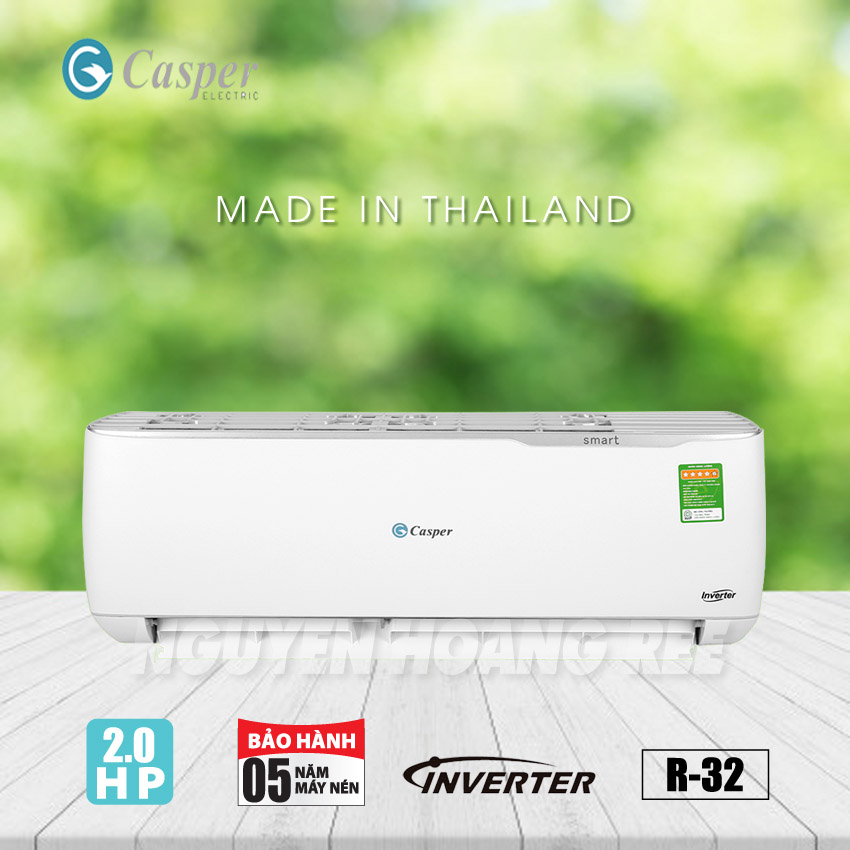 Casper
ELECTRIC
MADE IN THAILAND
smart
Casper
Inverter
NGUYEN HOANG REE
2.0
HP
BẢO HÀNH
05 NĂM
MÁY NÉN
INVERTER
R-32